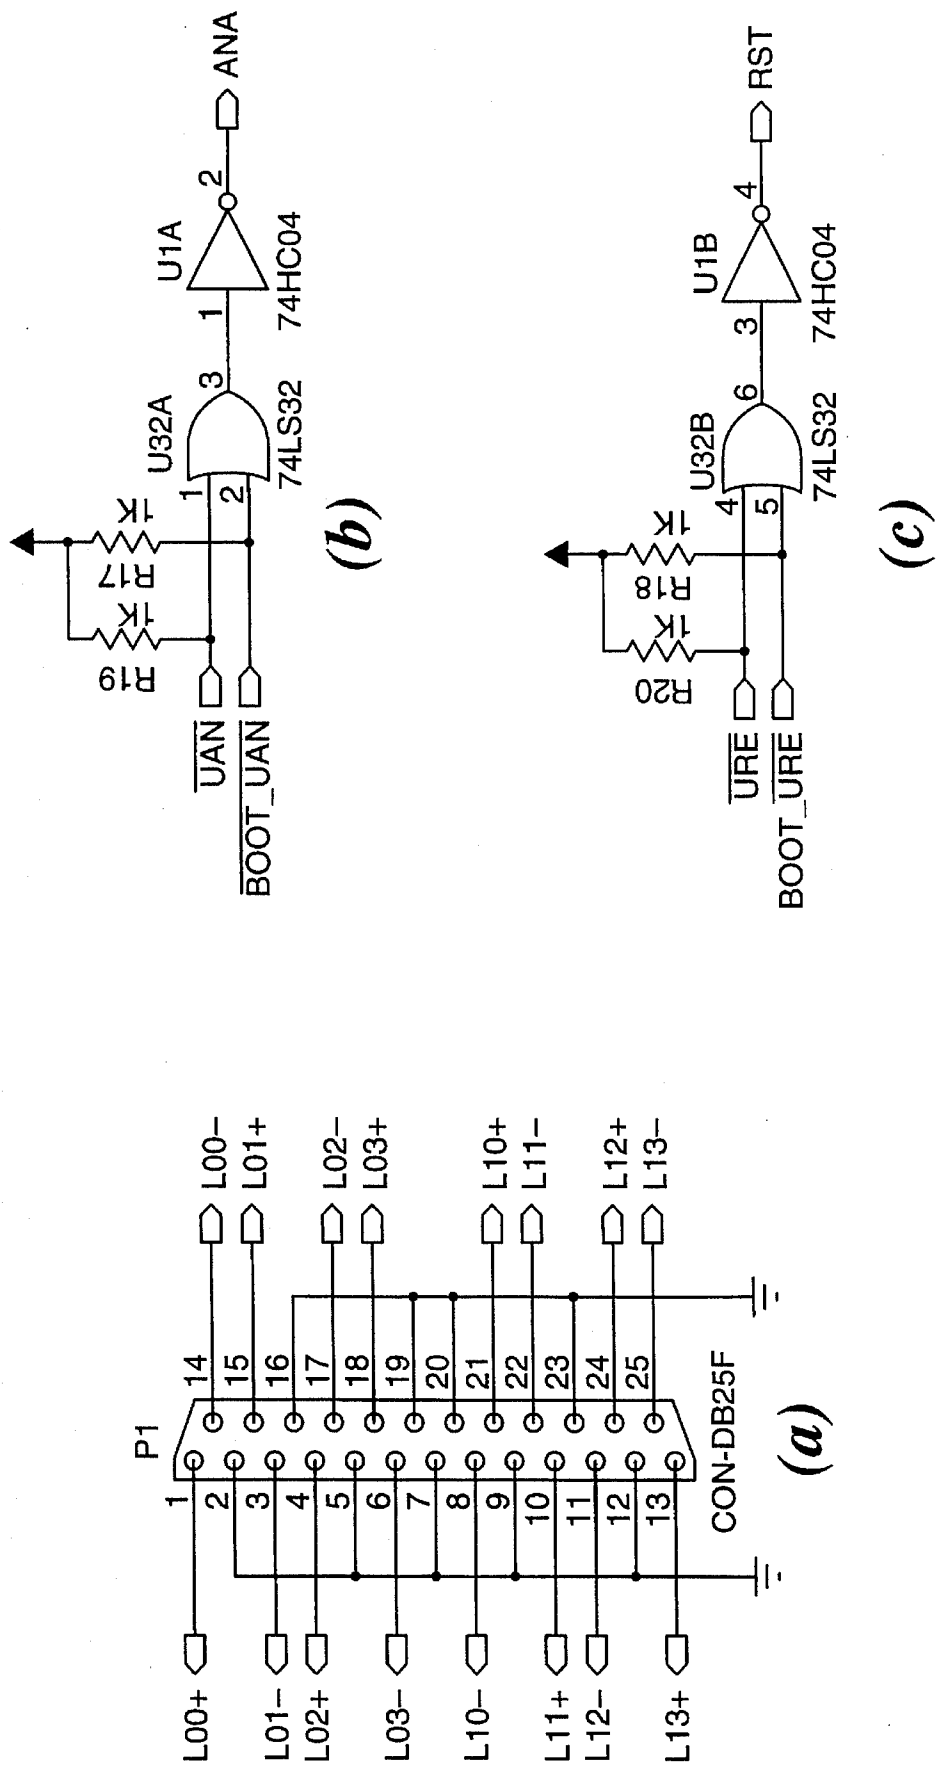 P1
1
2
3
4
5
6
7
8
9
10
11
12
13
14
15
16
17
18
19
20
21
22
23
24
25
L00+
L01−
L02+
L03−
L10−
L11+
L12−
L13+
L00−
L01+
L02−
L03+
L10+
L11−
L12+
L13−
CON-DB25F
(a)
UAN
BOOT_UAN
R19
1K
R17
1K
U32A
1
2
3
74LS32
U1A
1
2
74HC04
ANA
(b)
URE
BOOT_URE
R20
1K
R18
1K
U32B
4
5
6
74LS32
U1B
3
4
74HC04
RST
(c)